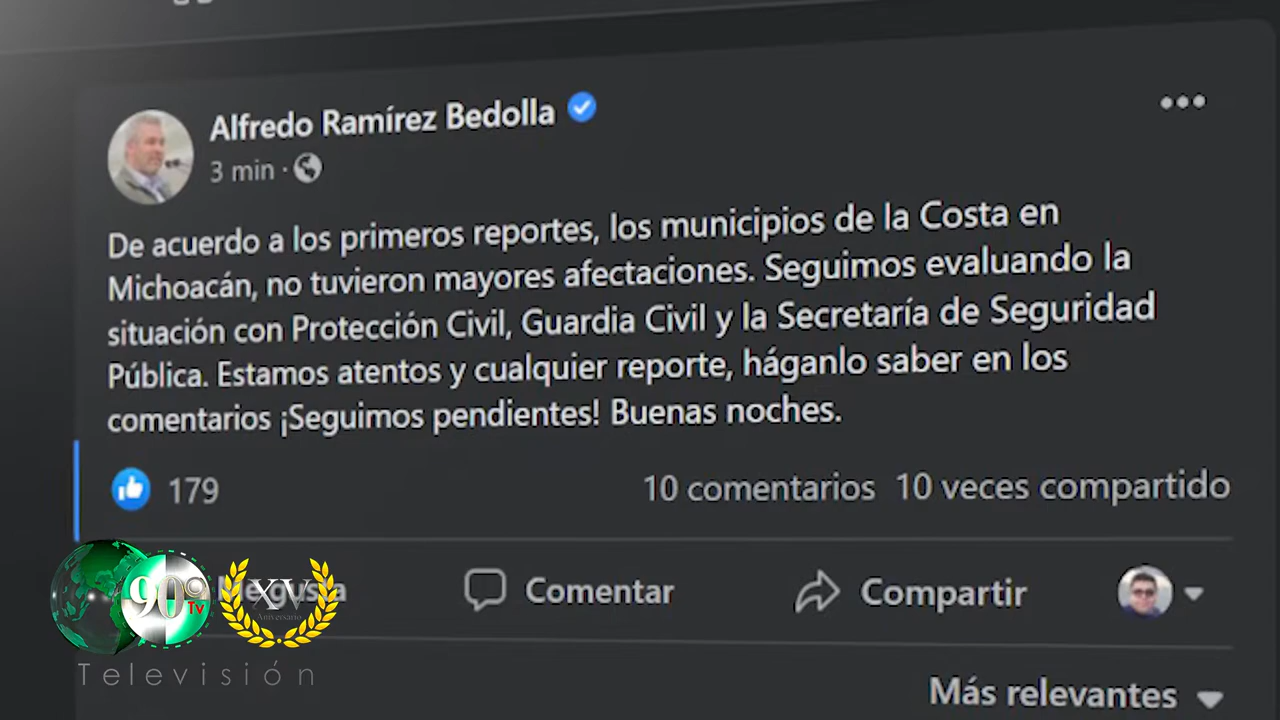 Alfredo Ramírez Bedolla
3 min ·
De acuerdo a los primeros reportes, los municipios de la Costa en
Michoacán, no tuvieron mayores afectaciones. Seguimos evaluando la
situación con Protección Civil, Guardia Civil y la Secretaría de Seguridad
Pública. Estamos atentos y cualquier reporte, háganlo saber en los
comentarios ¡Seguimos pendientes! Buenas noches.
179
10 comentarios 10 veces compartido
Me gusta
Comentar
Compartir
90° Tv
XV
Aniversario
Televisión
Más relevantes